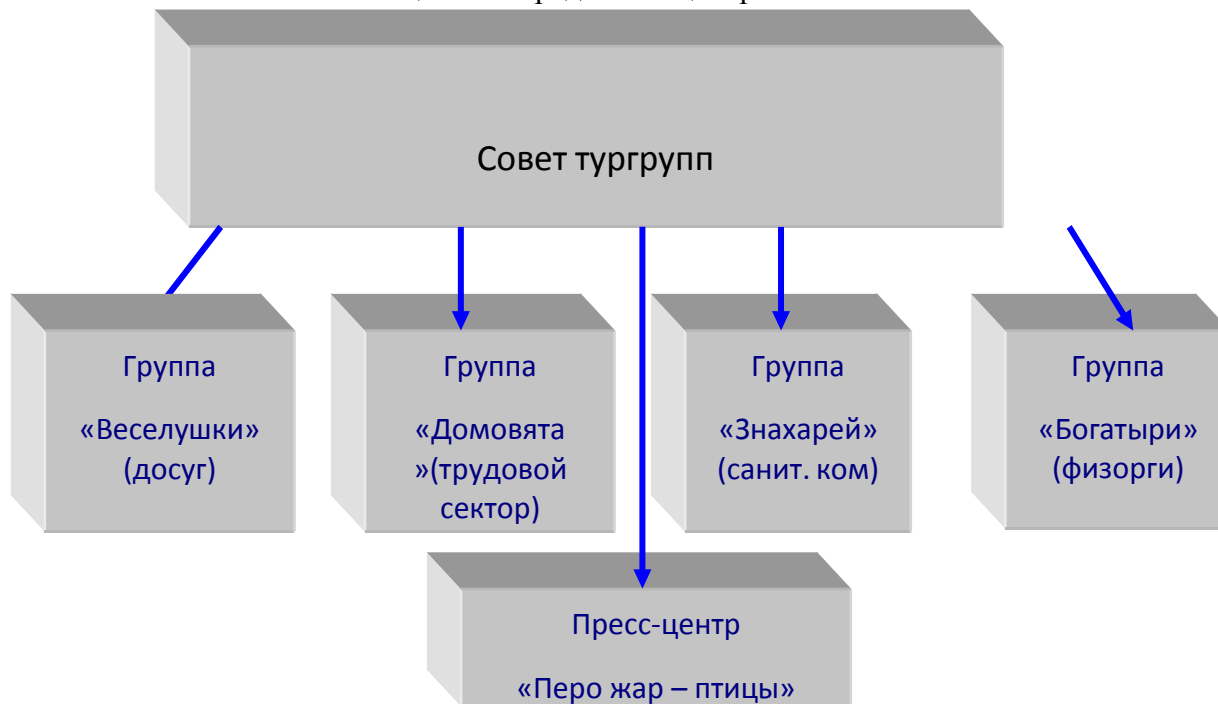 Совет тургрупп
Группа
«Веселушки»
(досуг)
Группа
«Домовята
»(трудовой
сектор)
Группа
«Знахарей»
(санит. ком)
Группа
«Богатыри»
(физорги)
Пресс-центр
«Перо жар – птицы»